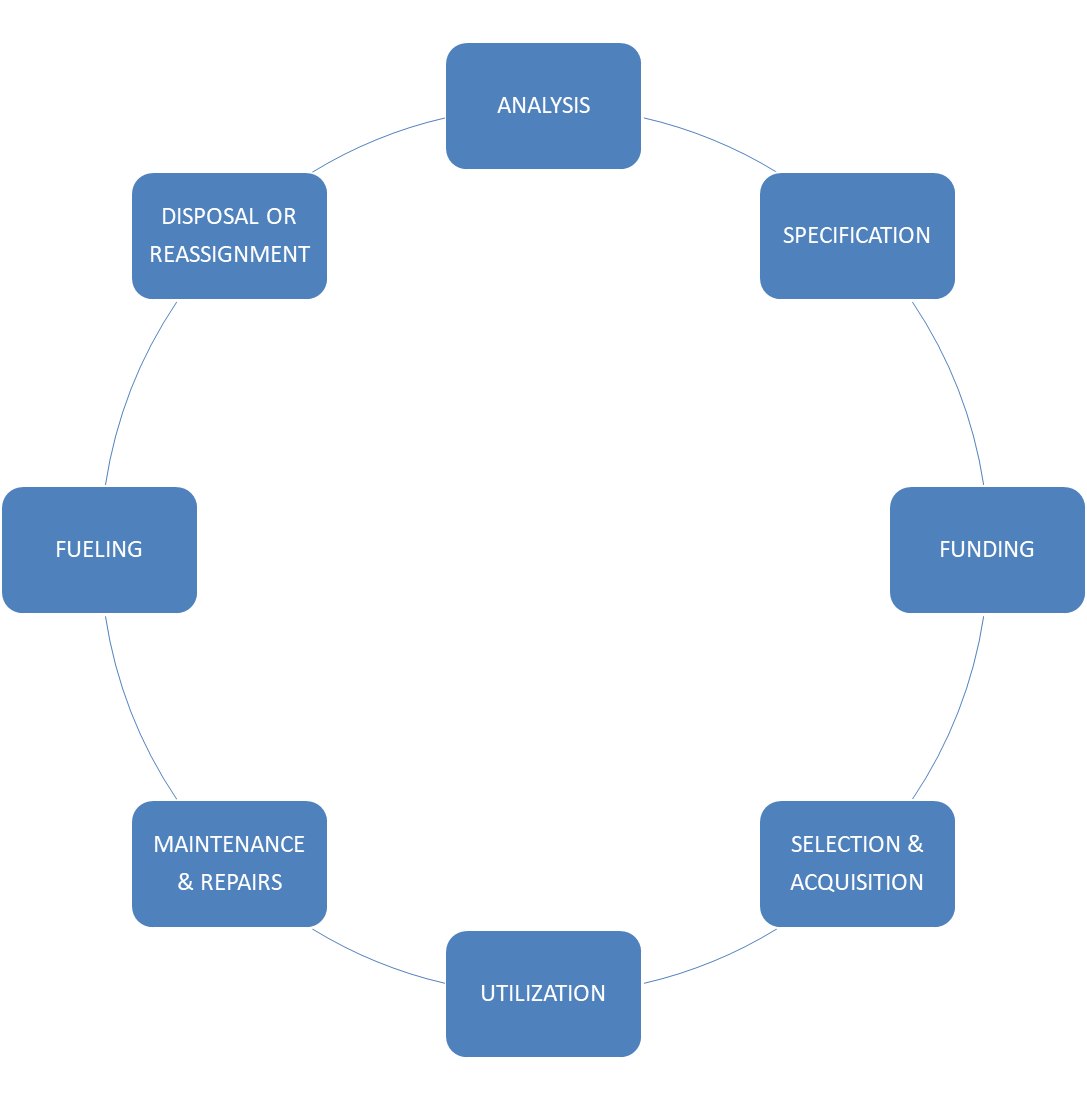 ANALYSIS
SPECIFICATION
FUNDING
SELECTION &
ACQUISITION
UTILIZATION
MAINTENANCE
& REPAIRS
FUELING
DISPOSAL OR
REASSIGNMENT